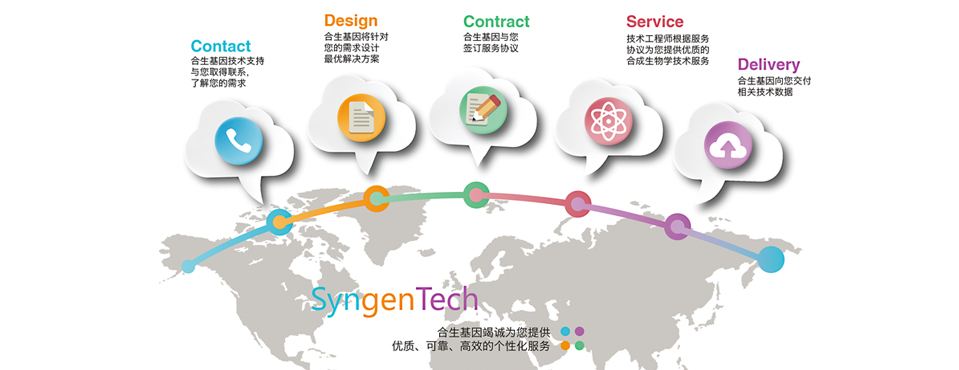 Contact
合生基因技术支持
与您取得联系,
了解您的需求
Design
合生基因将针对
您的需求设计
最优解决方案
Contract
合生基因与您
签订服务协议
Service
技术工程师根据服务
协议为您提供优质的
合成生物学技术服务
Delivery
合生基因向您交付
相关技术数据
SyngenTech
合生基因竭诚为您提供
优质、可靠、高效的个性化服务